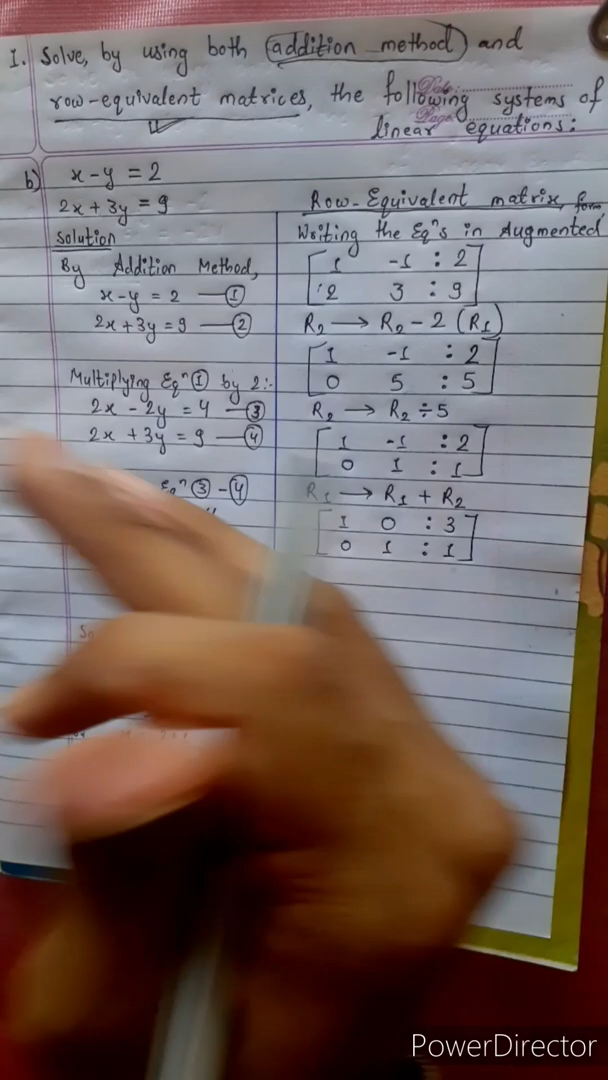 I. Solve, by using both addition method and
row-equivalent matrices, the following systems of
linear equations:
b) x - y = 2
2x + 3y = 9
Solution
By Addition Method,
x - y = 2 — ①
2x + 3y = 9 — ②
Multiplying Eqⁿ ① by 2:-
2x - 2y = 4 — ③
2x + 3y = 9 — ④
Eqⁿ ③ - ④
Row-Equivalent matrix, form
Writing the Eqⁿs in Augmented
1 -1 : 2
2 3 : 9
R₂ → R₂ - 2 (R₁)
1 -1 : 2
0 5 : 5
R₂ → R₂ ÷ 5
1 -1 : 2
0 1 : 1
R₁ → R₁ + R₂
1 0 : 3
0 1 : 1
PowerDirector